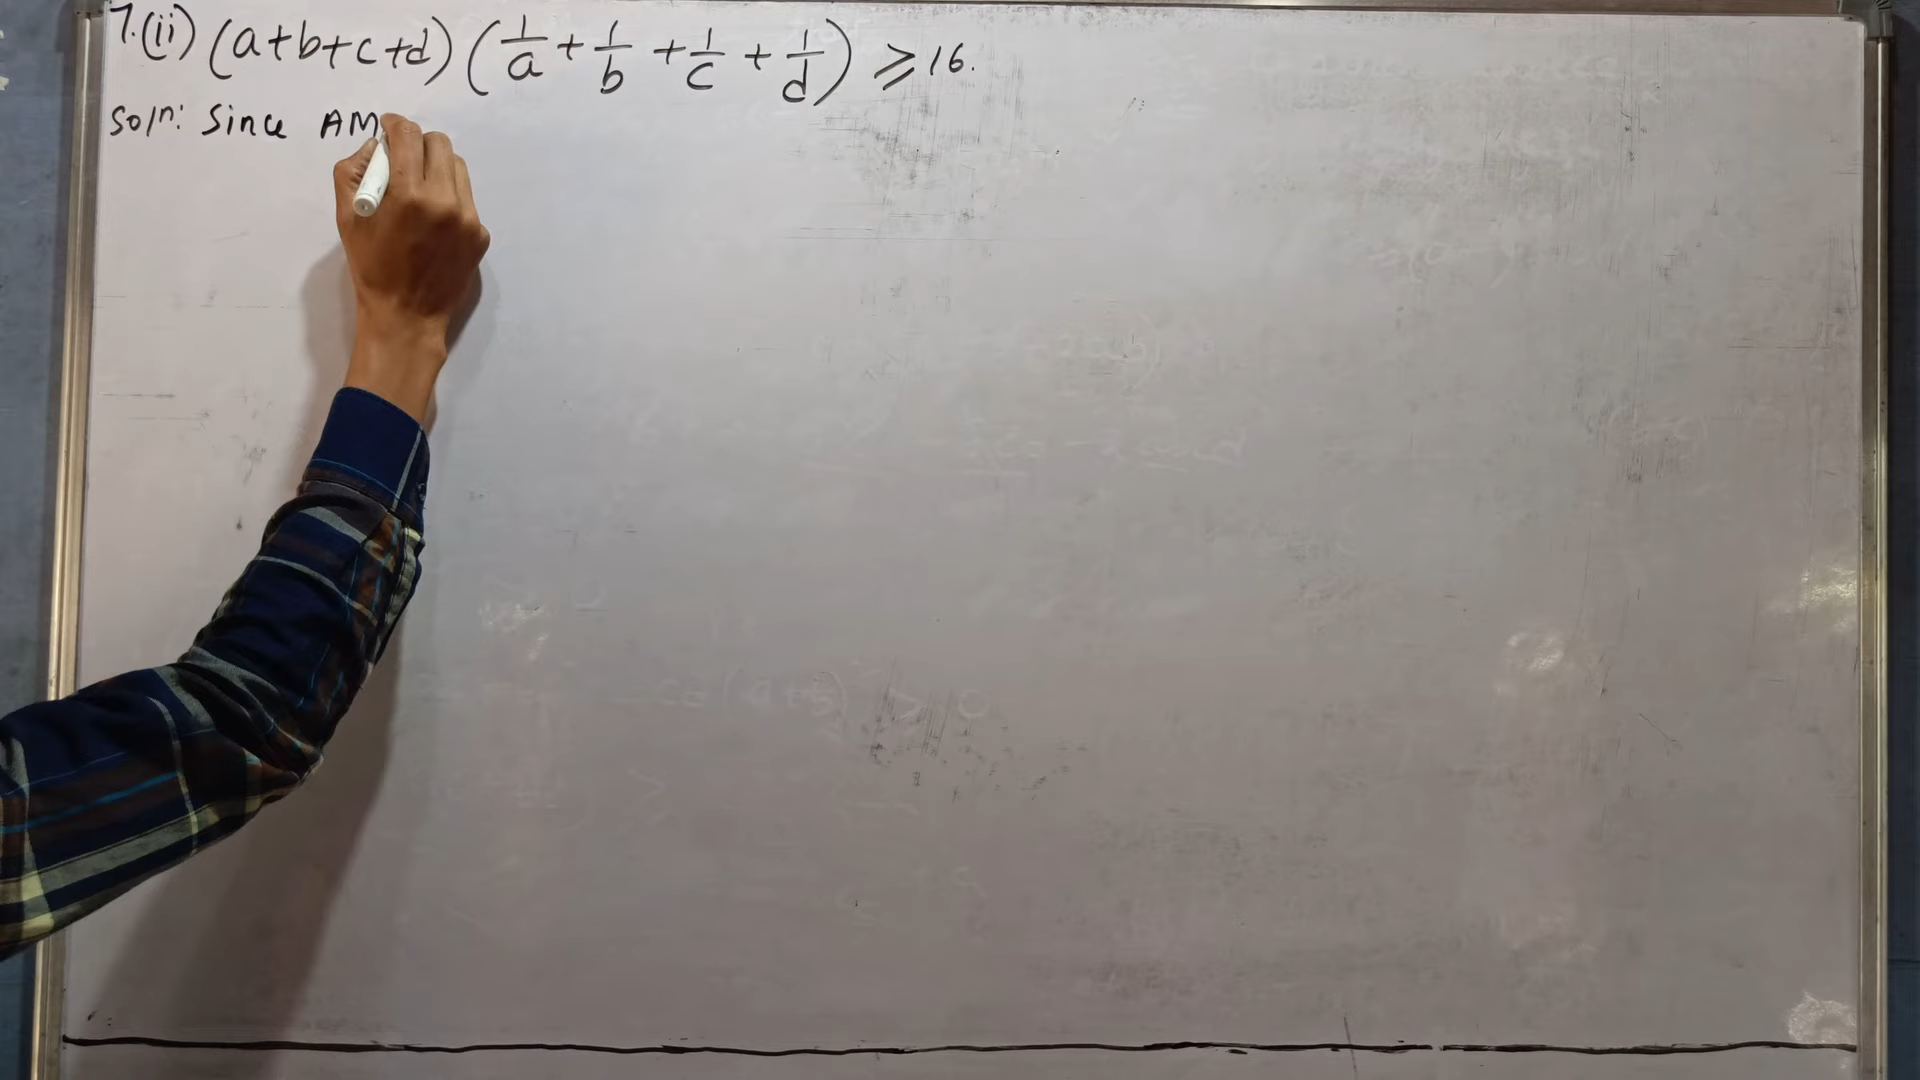 7.(ii) (a+b+c+d) (1/a + 1/b + 1/c + 1/d) ⩾ 16.
Soln: Since AM